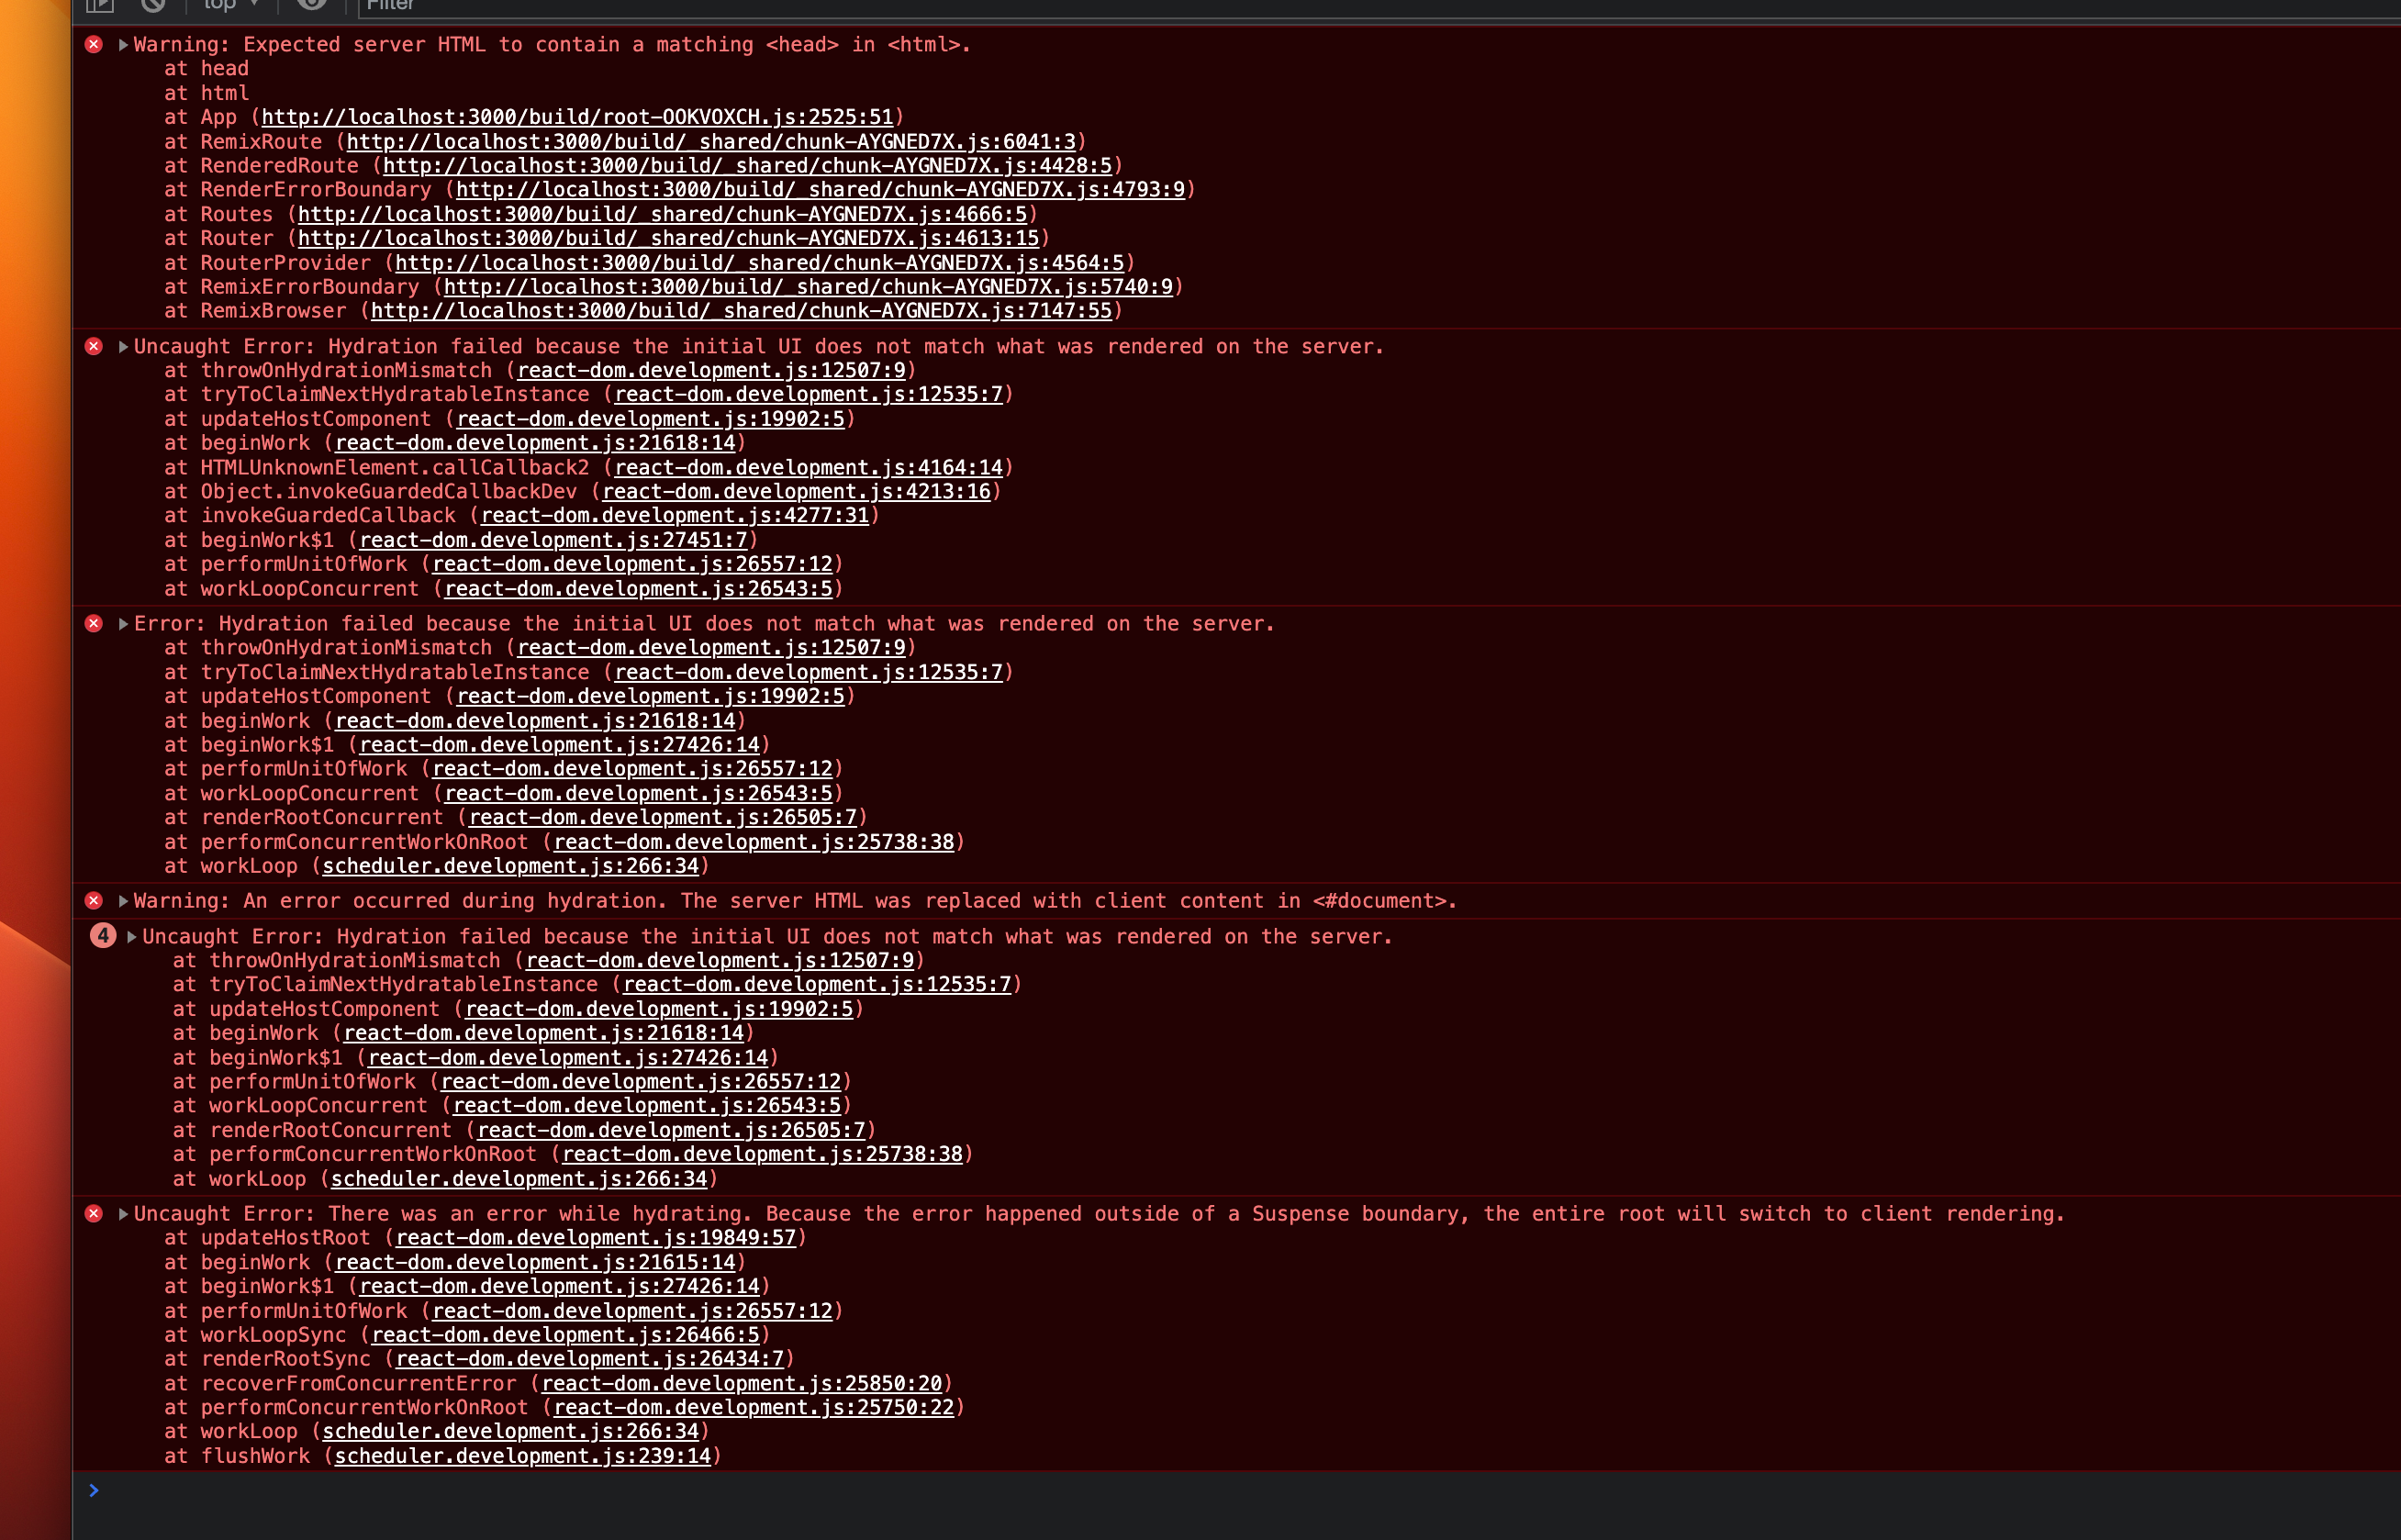 top
Filter
Warning: Expected server HTML to contain a matching <head> in <html>.
at head
at html
at App (http://localhost:3000/build/root-OOKVOXCH.js:2525:51)
at RemixRoute (http://localhost:3000/build/_shared/chunk-AYGNED7X.js:6041:3)
at RenderedRoute (http://localhost:3000/build/_shared/chunk-AYGNED7X.js:4428:5)
at RenderErrorBoundary (http://localhost:3000/build/_shared/chunk-AYGNED7X.js:4793:9)
at Routes (http://localhost:3000/build/_shared/chunk-AYGNED7X.js:4666:5)
at Router (http://localhost:3000/build/_shared/chunk-AYGNED7X.js:4613:15)
at RouterProvider (http://localhost:3000/build/_shared/chunk-AYGNED7X.js:4564:5)
at RemixErrorBoundary (http://localhost:3000/build/_shared/chunk-AYGNED7X.js:5740:9)
at RemixBrowser (http://localhost:3000/build/_shared/chunk-AYGNED7X.js:7147:55)
Uncaught Error: Hydration failed because the initial UI does not match what was rendered on the server.
at throwOnHydrationMismatch (react-dom.development.js:12507:9)
at tryToClaimNextHydratableInstance (react-dom.development.js:12535:7)
at updateHostComponent (react-dom.development.js:19902:5)
at beginWork (react-dom.development.js:21618:14)
at HTMLUnknownElement.callCallback2 (react-dom.development.js:4164:14)
at Object.invokeGuardedCallbackDev (react-dom.development.js:4213:16)
at invokeGuardedCallback (react-dom.development.js:4277:31)
at beginWork$1 (react-dom.development.js:27451:7)
at performUnitOfWork (react-dom.development.js:26557:12)
at workLoopConcurrent (react-dom.development.js:26543:5)
Error: Hydration failed because the initial UI does not match what was rendered on the server.
at throwOnHydrationMismatch (react-dom.development.js:12507:9)
at tryToClaimNextHydratableInstance (react-dom.development.js:12535:7)
at updateHostComponent (react-dom.development.js:19902:5)
at beginWork (react-dom.development.js:21618:14)
at beginWork$1 (react-dom.development.js:27426:14)
at performUnitOfWork (react-dom.development.js:26557:12)
at workLoopConcurrent (react-dom.development.js:26543:5)
at renderRootConcurrent (react-dom.development.js:26505:7)
at performConcurrentWorkOnRoot (react-dom.development.js:25738:38)
at workLoop (scheduler.development.js:266:34)
Warning: An error occurred during hydration. The server HTML was replaced with client content in <#document>.
4 Uncaught Error: Hydration failed because the initial UI does not match what was rendered on the server.
at throwOnHydrationMismatch (react-dom.development.js:12507:9)
at tryToClaimNextHydratableInstance (react-dom.development.js:12535:7)
at updateHostComponent (react-dom.development.js:19902:5)
at beginWork (react-dom.development.js:21618:14)
at beginWork$1 (react-dom.development.js:27426:14)
at performUnitOfWork (react-dom.development.js:26557:12)
at workLoopConcurrent (react-dom.development.js:26543:5)
at renderRootConcurrent (react-dom.development.js:26505:7)
at performConcurrentWorkOnRoot (react-dom.development.js:25738:38)
at workLoop (scheduler.development.js:266:34)
Uncaught Error: There was an error while hydrating. Because the error happened outside of a Suspense boundary, the entire root will switch to client rendering.
at updateHostRoot (react-dom.development.js:19849:57)
at beginWork (react-dom.development.js:21615:14)
at beginWork$1 (react-dom.development.js:27426:14)
at performUnitOfWork (react-dom.development.js:26557:12)
at workLoopSync (react-dom.development.js:26466:5)
at renderRootSync (react-dom.development.js:26434:7)
at recoverFromConcurrentError (react-dom.development.js:25850:20)
at performConcurrentWorkOnRoot (react-dom.development.js:25750:22)
at workLoop (scheduler.development.js:266:34)
at flushWork (scheduler.development.js:239:14)